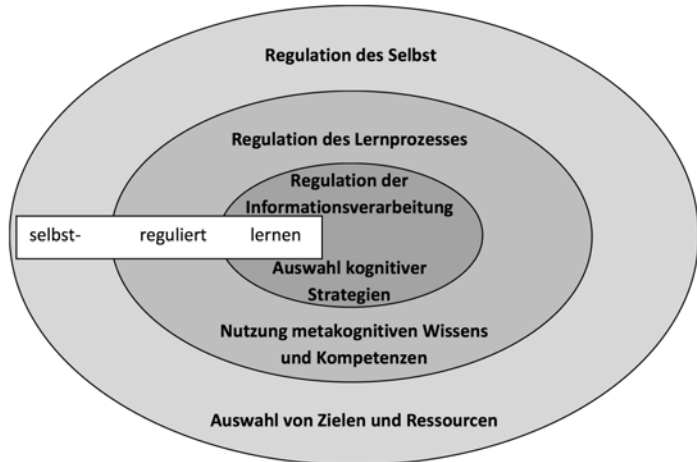 Regulation des Selbst
Regulation des Lernprozesses
Regulation der
Informationsverarbeitung
selbst- reguliert lernen
Auswahl kognitiver
Strategien
Nutzung metakognitiven Wissens
und Kompetenzen
Auswahl von Zielen und Ressourcen